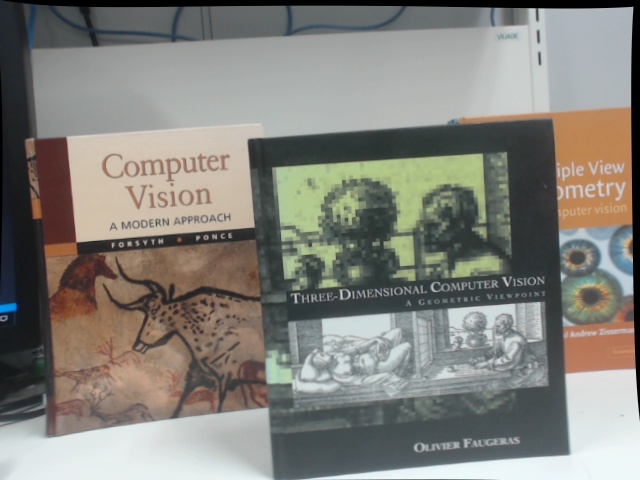 Computer
Vision
A MODERN APPROACH
FORSYTH • PONCE
THREE-DIMENSIONAL COMPUTER VISION
A GEOMETRIC VIEWPOINT
OLIVIER FAUGERAS
iple View
ometry
mputer vision
d Andrew Zisserman